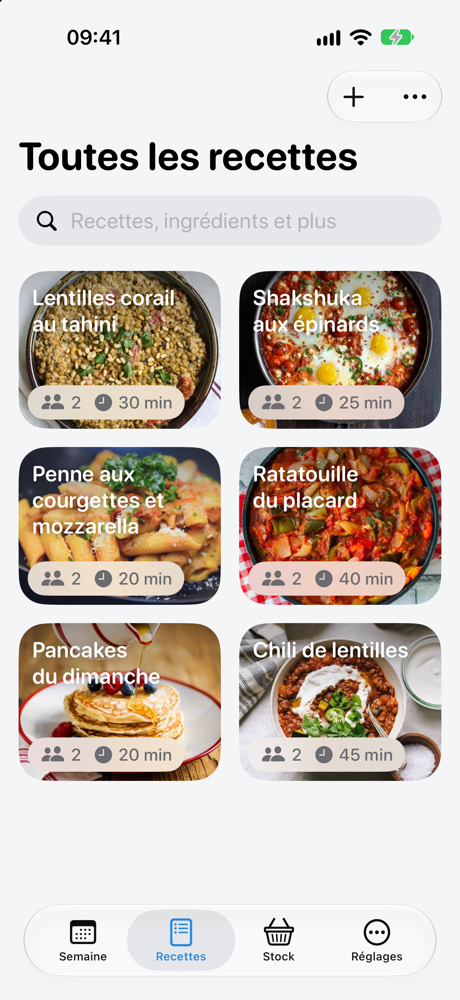 09:41
Toutes les recettes
Recettes, ingrédients et plus
Lentilles corail
au tahini
2 30 min
Shakshuka
aux épinards
2 25 min
Penne aux
courgettes et
mozzarella
2 20 min
Ratatouille
du placard
2 40 min
Pancakes
du dimanche
2 20 min
Chili de lentilles
2 45 min
Semaine
Recettes
Stock
Réglages